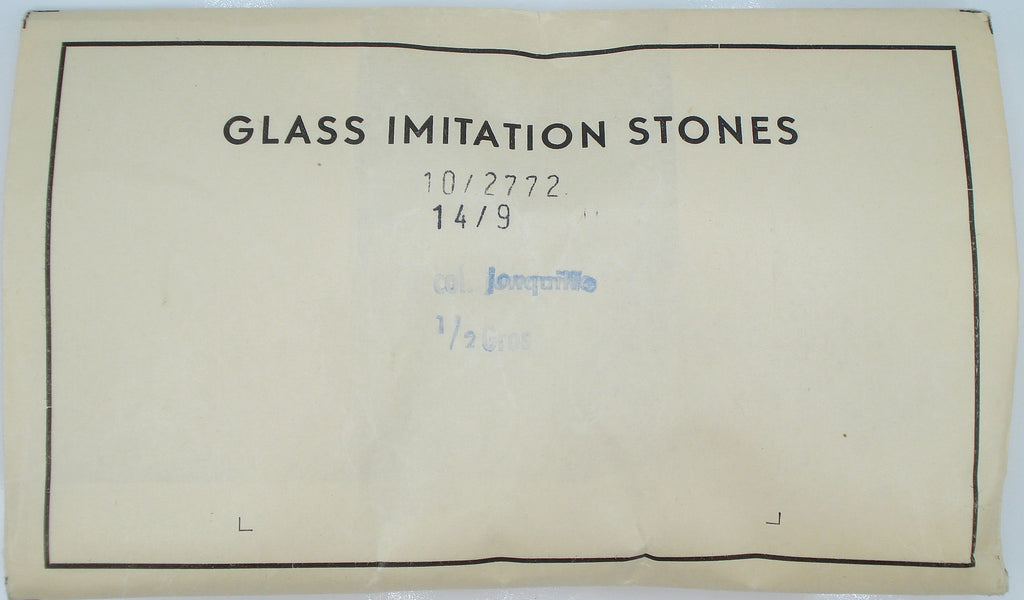 GLASS IMITATION STONES
10/2772.
14/9
col. Jonquille
1/2 Gros